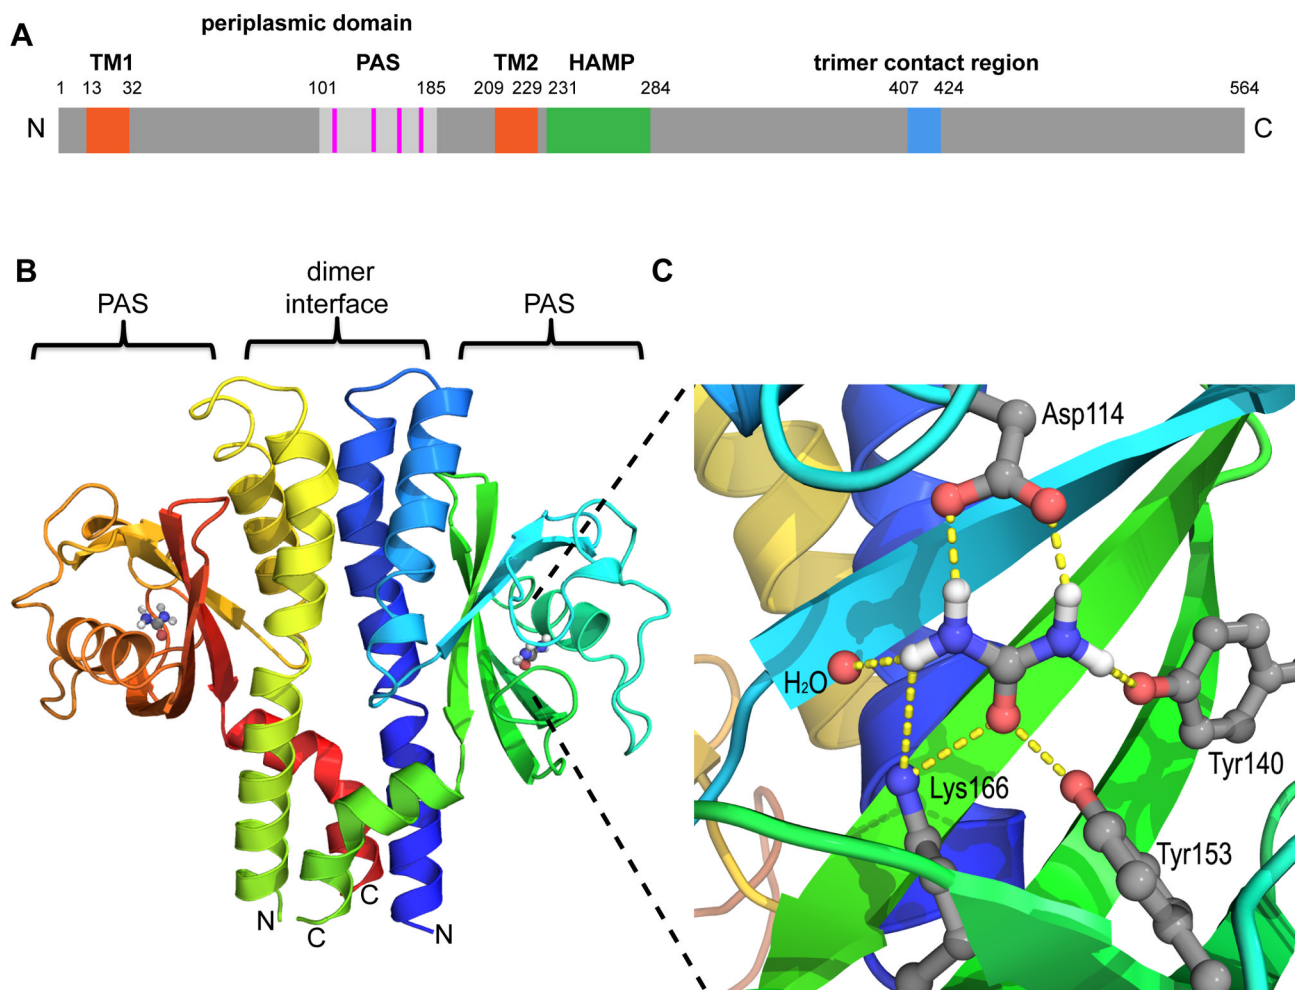 A
periplasmic domain
TM1 PAS TM2 HAMP trimer contact region
1 13 32 101 185 209 229 231 284 407 424 564
N C
B
PAS
dimer
interface
PAS
N
C
C
N
C
Asp114
H₂O
Lys166
Tyr140
Tyr153